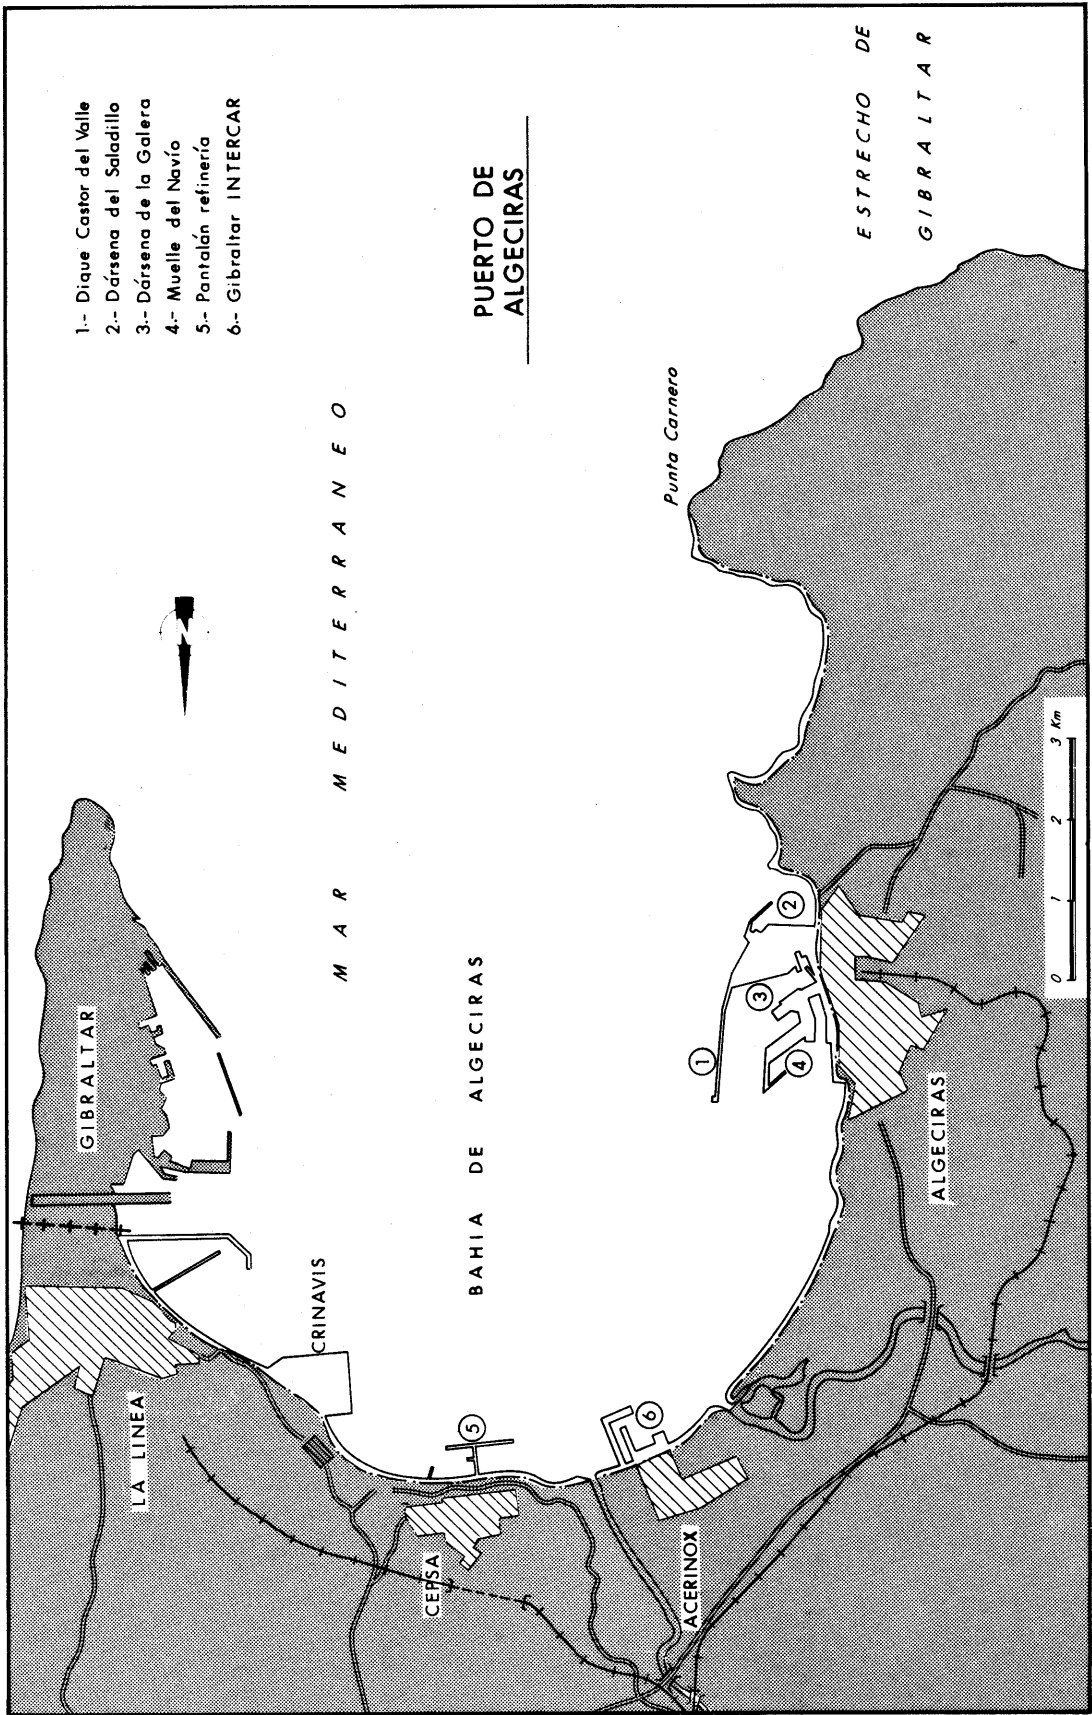 1.- Dique Castor del Valle
2.- Dársena del Saladillo
3.- Dársena de la Galera
4.- Muelle del Navío
5.- Pantalán refinería
6.- Gibraltar INTERCAR
PUERTO DE
ALGECIRAS
ESTRECHO DE
GIBRALTAR
MAR MEDITERRANEO
Punta Carnero
N
GIBRALTAR
BAHIA DE ALGECIRAS
CRINAVIS
LA LINEA
CEPSA
ACERINOX
ALGECIRAS
1
2
3
4
5
6
0 1 2 3 Km